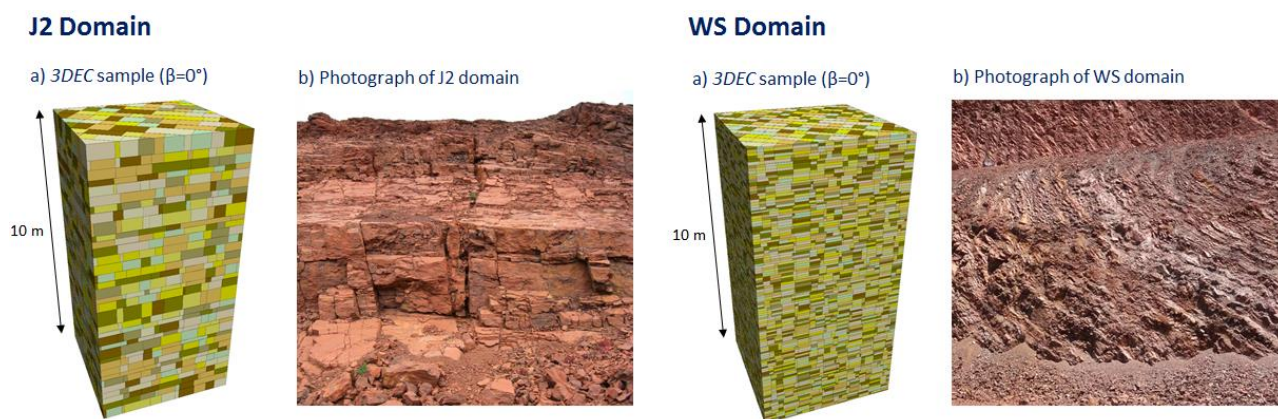 J2 Domain
a) 3DEC sample (β=0°)
b) Photograph of J2 domain
10 m
WS Domain
a) 3DEC sample (β=0°)
b) Photograph of WS domain
10 m